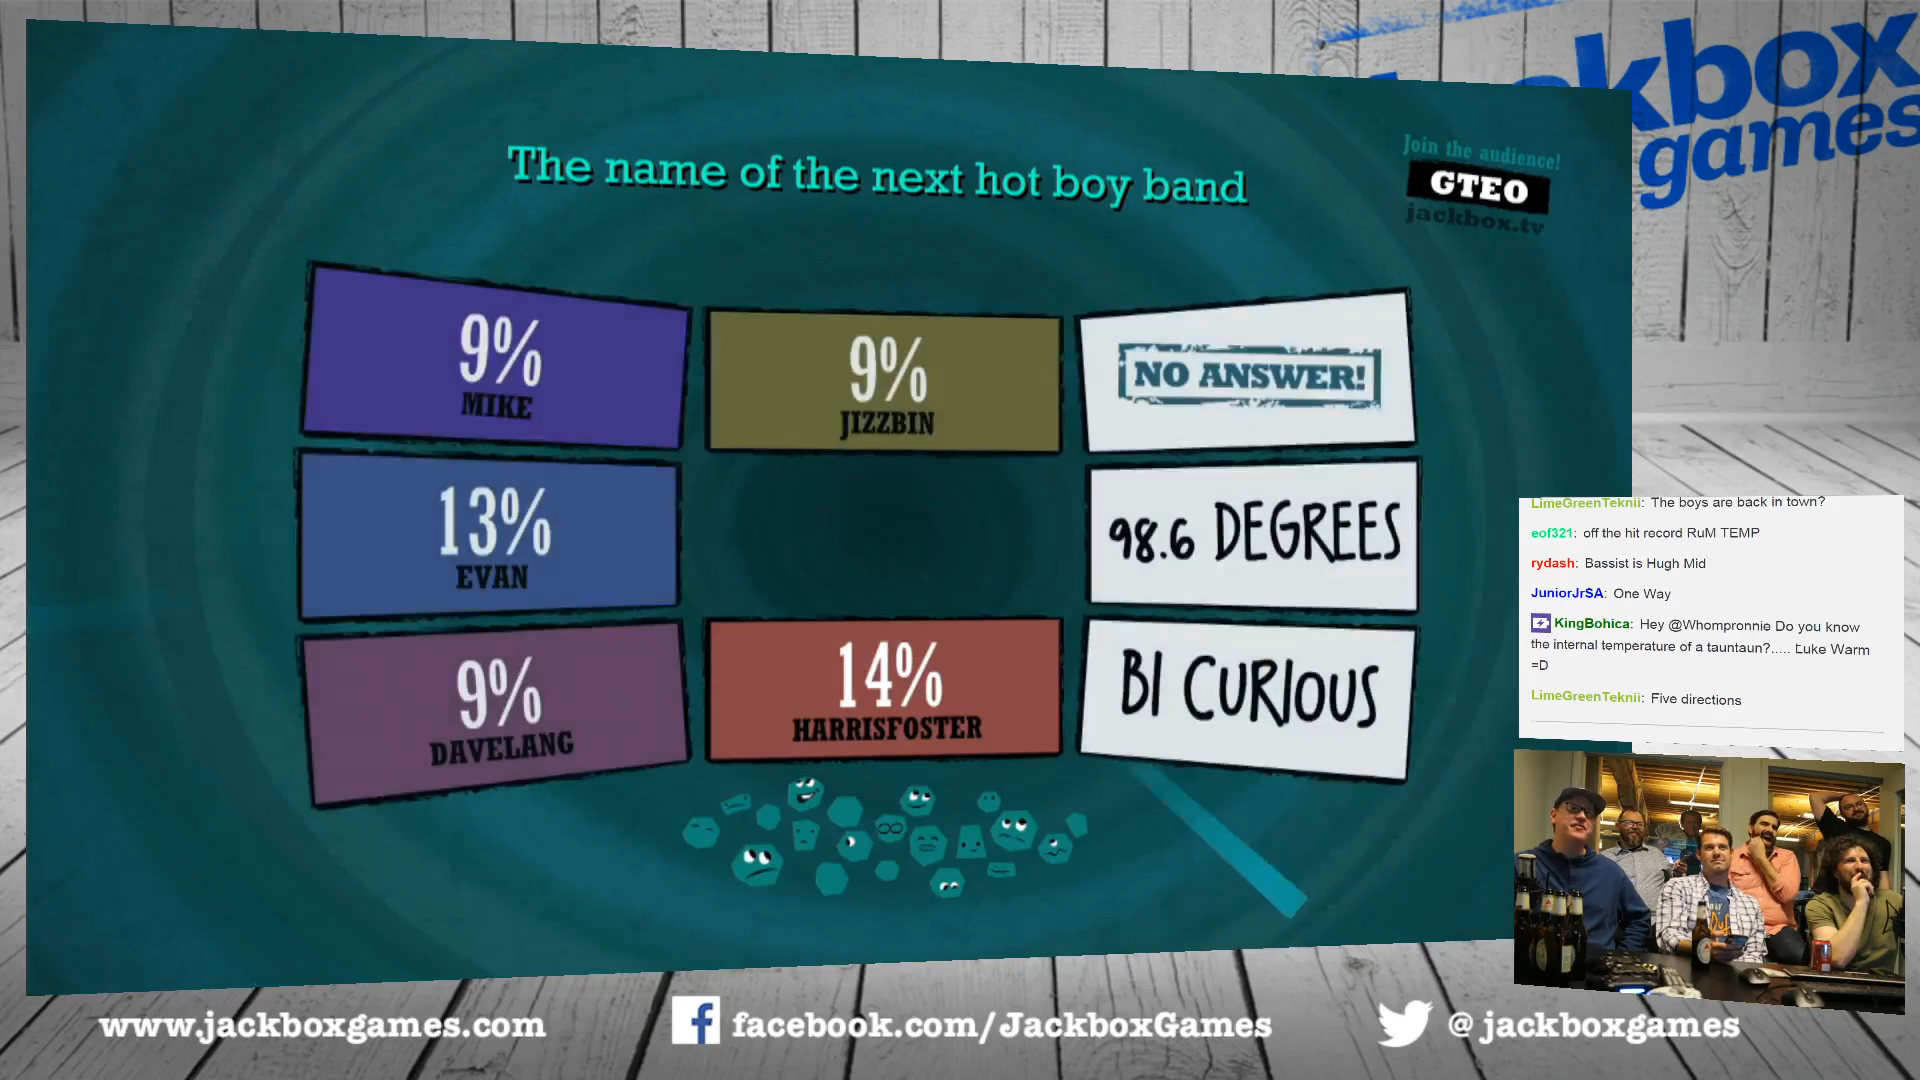 jackbox
games
The name of the next hot boy band
Join the audience!
GTEO
jackbox.tv
9%
MIKE
9%
JIZZBIN
NO ANSWER!
13%
EVAN
98.6 DEGREES
9%
DAVELANG
14%
HARRISFOSTER
BI CURIOUS
LimeGreenTeknii: The boys are back in town?
eof321: off the hit record RuM TEMP
rydash: Bassist is Hugh Mid
JuniorJrSA: One Way
KingBohica: Hey @Whompronnie Do you know
the internal temperature of a tauntaun?..... Luke Warm
=D
LimeGreenTeknii: Five directions
www.jackboxgames.com
facebook.com/JackboxGames
@jackboxgames